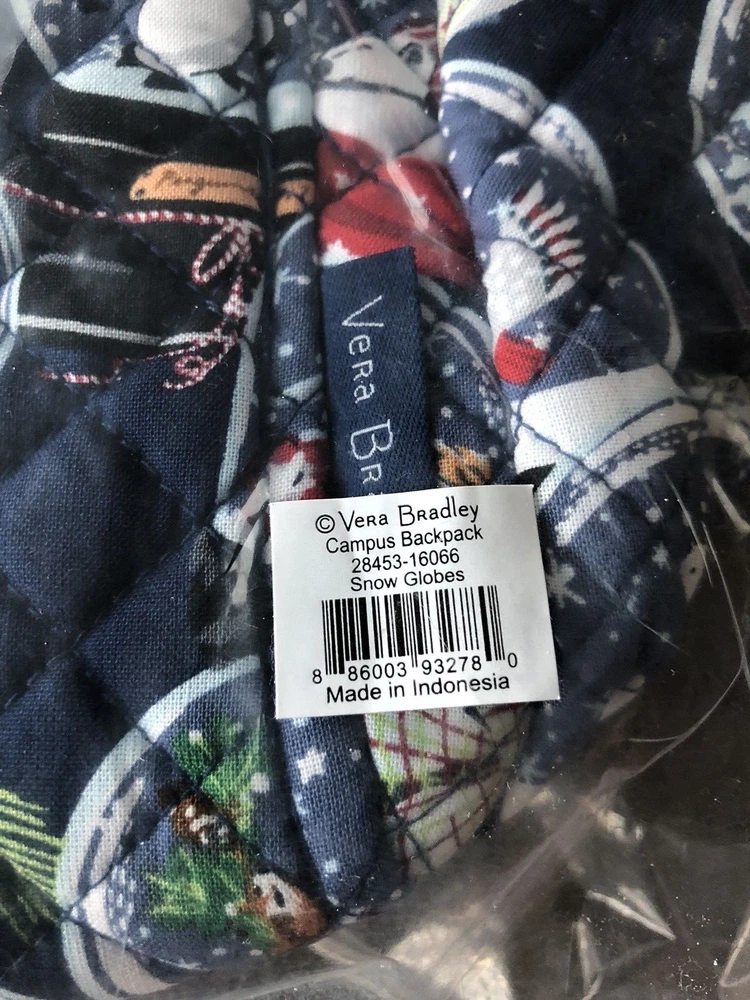 Vera Br
© Vera Bradley
Campus Backpack
28453-16066
Snow Globes
8 86003 93278 0
Made in Indonesia